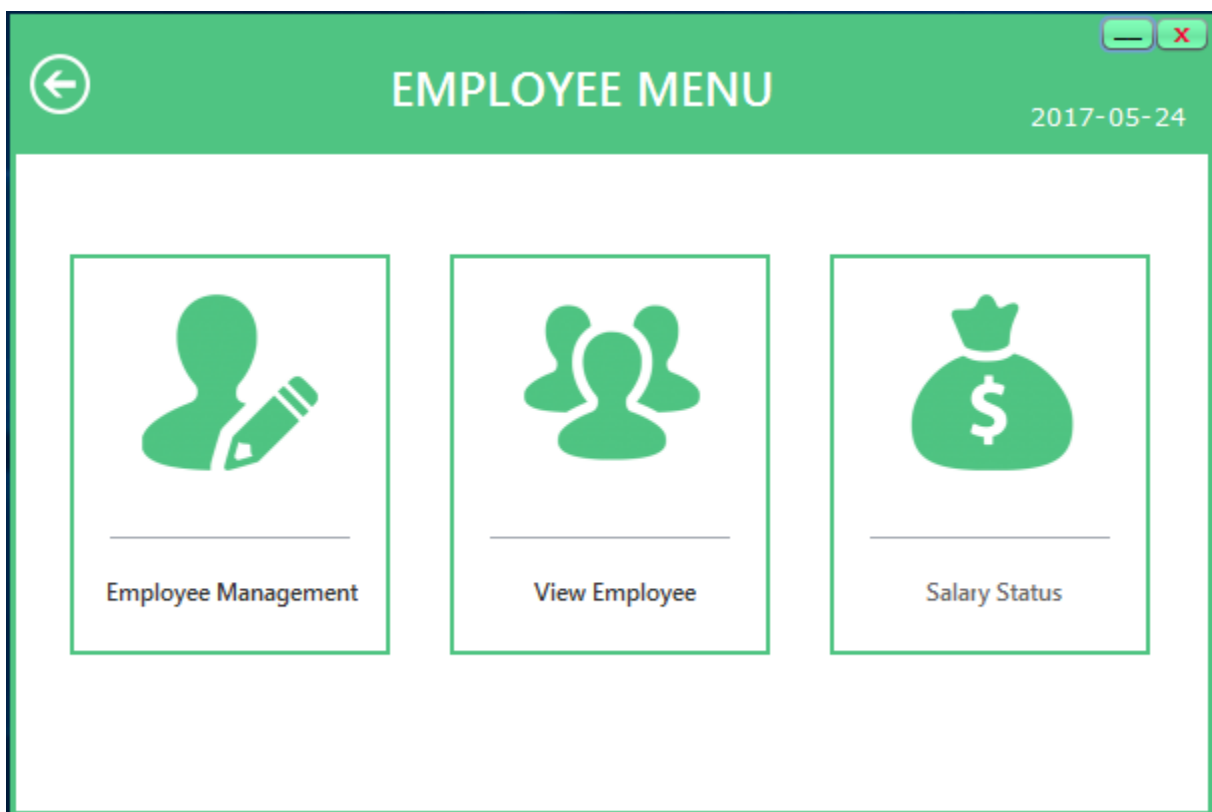 X
EMPLOYEE MENU
2017-05-24
$
Employee Management
View Employee
Salary Status